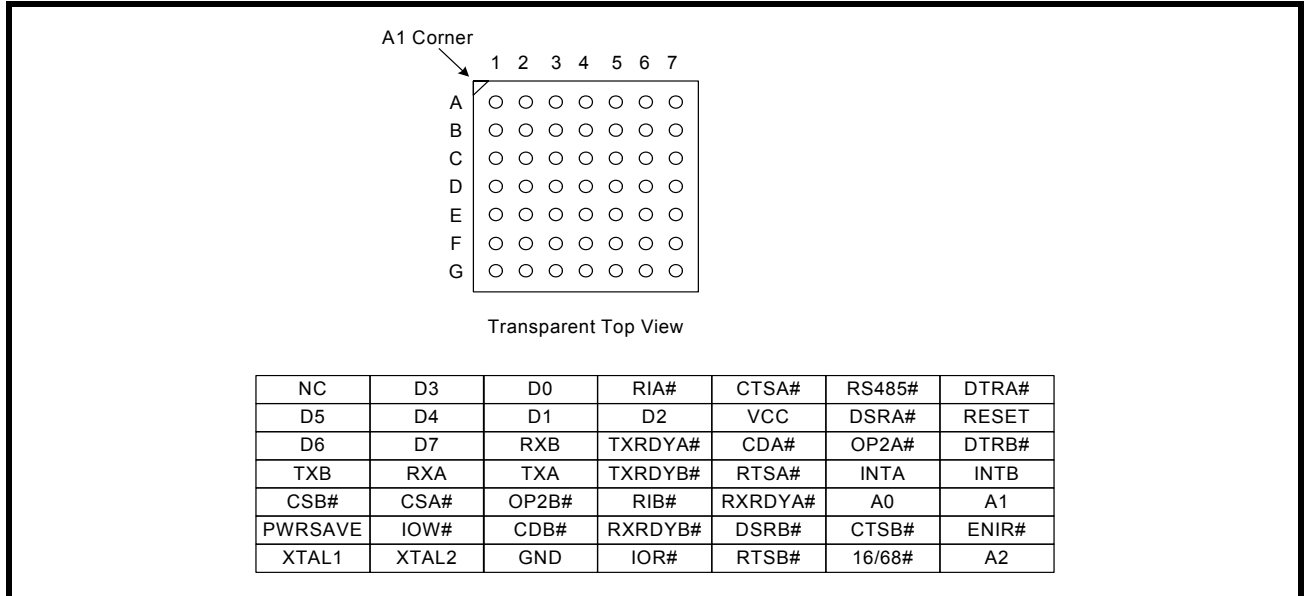 A1 Corner
1 2 3 4 5 6 7
A
B
C
D
E
F
G
Transparent Top View
NC D3 D0 RIA# CTSA# RS485# DTRA#
D5 D4 D1 D2 VCC DSRA# RESET
D6 D7 RXB TXRDYA# CDA# OP2A# DTRB#
TXB RXA TXA TXRDYB# RTSA# INTA INTB
CSB# CSA# OP2B# RIB# RXRDYA# A0 A1
PWRSAVE IOW# CDB# RXRDYB# DSRB# CTSB# ENIR#
XTAL1 XTAL2 GND IOR# RTSB# 16/68# A2